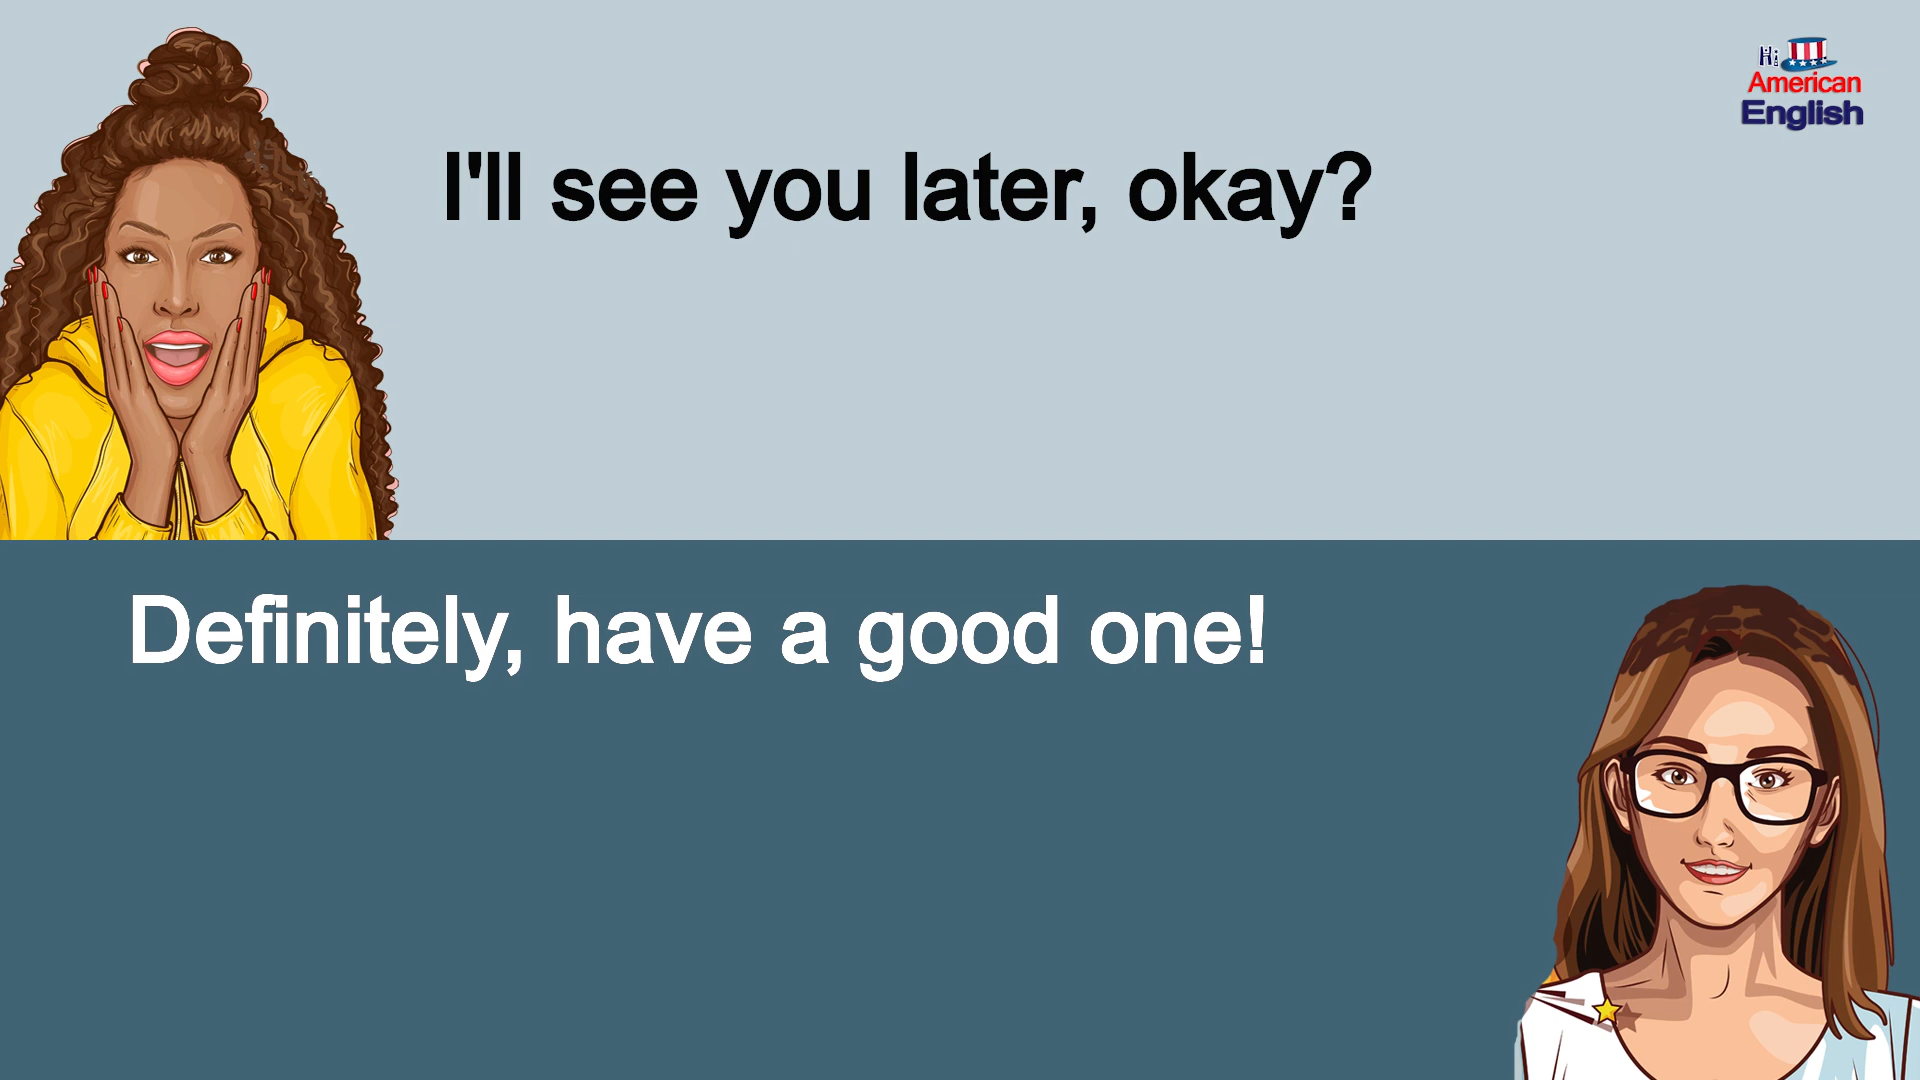 Hi
American
English
I'll see you later, okay?
Definitely, have a good one!